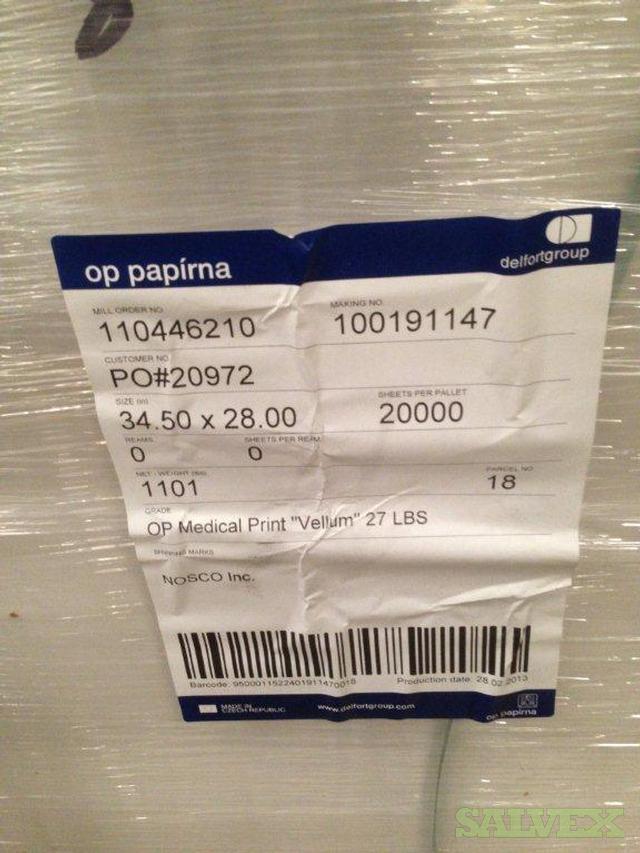 op papírna
delfortgroup
MILL ORDER NO
MAKING NO
110446210
100191147
CUSTOMER NO
PO#20972
SIZE (in)
SHEETS PER PALLET
34.50 x 28.00
20000
REAMS
SHEETS PER REAM
0
0
NET - WEIGHT (lbs)
PARCEL NO
1101
18
GRADE
OP Medical Print "Vellum" 27 LBS
SHIPPING MARKS
NOSCO Inc.
Barcode: 9500011522401911470018
Production date: 28.02.2013
MADE IN
CZECH REPUBLIC
www.delfortgroup.com
op papírna
SALVEX